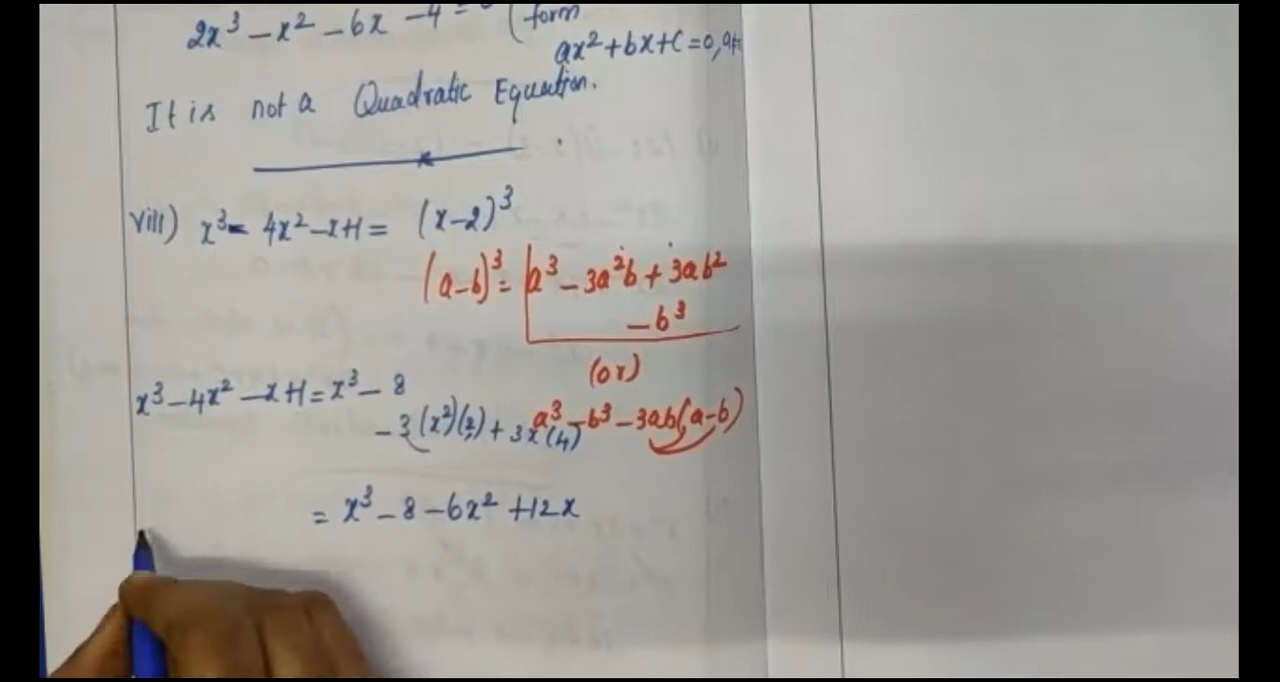 2x³ - x² - 6x - 4 = 0 (form
ax² + bx + c = 0, a≠
It is not a Quadratic Equation.
viii) x³ - 4x² - x + 1 = (x - 2)³
(a - b)³ = a³ - 3a²b + 3ab²
- b³
(or)
a³ - b³ - 3ab(a - b)
x³ - 4x² - x + 1 = x³ - 8
- 3(x²)(2) + 3x(4)
= x³ - 8 - 6x² + 12x